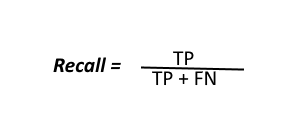 Recall = TP
TP + FN